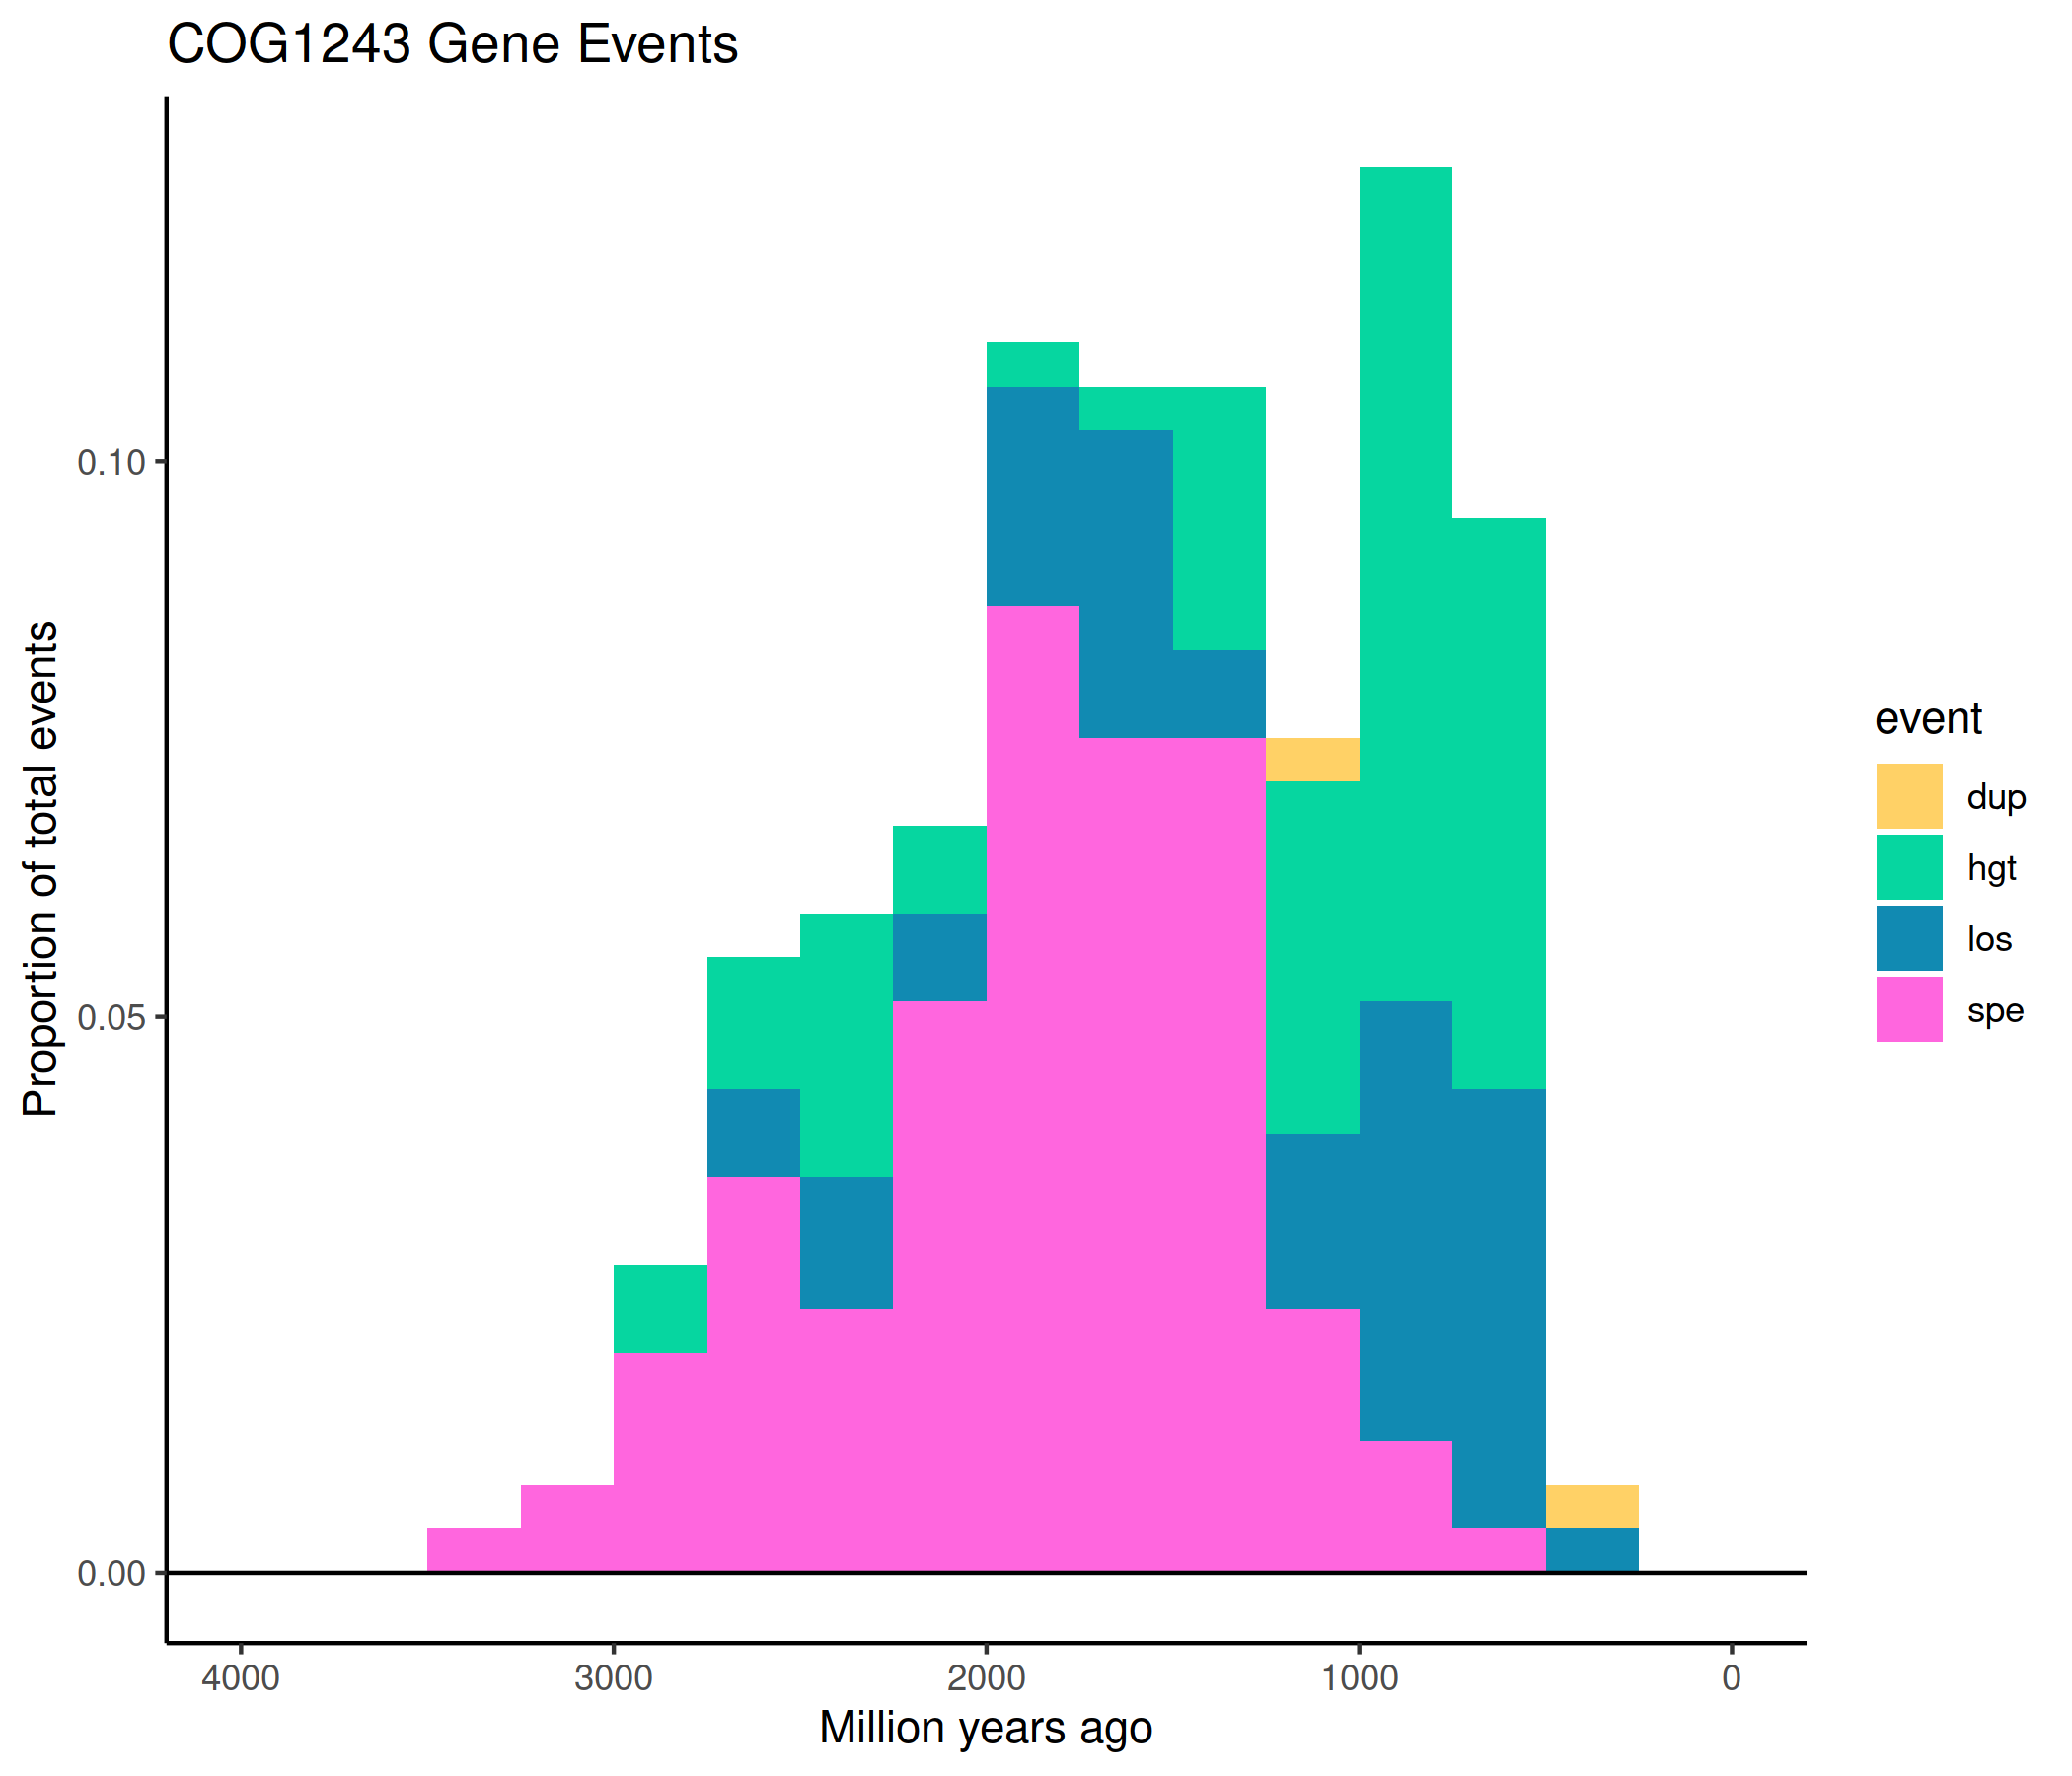 COG1243 Gene Events
Proportion of total events
0.10
0.05
0.00
4000 3000 2000 1000 0
Million years ago
event
dup
hgt
los
spe